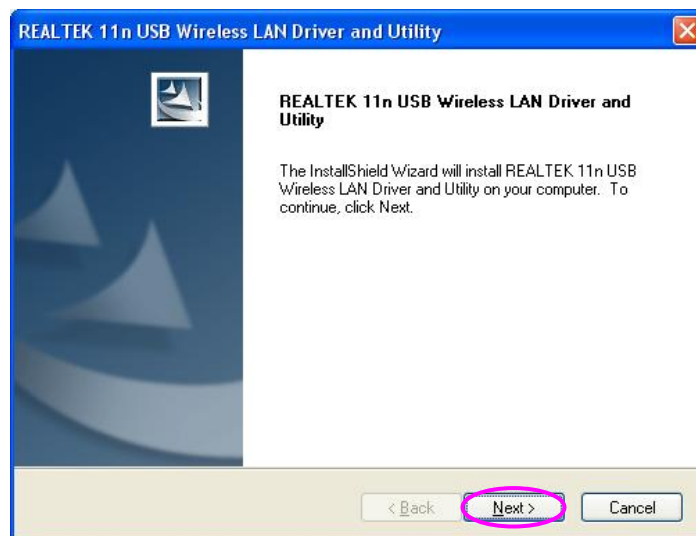 REALTEK 11n USB Wireless LAN Driver and Utility
REALTEK 11n USB Wireless LAN Driver and
Utility
The InstallShield Wizard will install REALTEK 11n USB
Wireless LAN Driver and Utility on your computer. To
continue, click Next.
< Back Next > Cancel